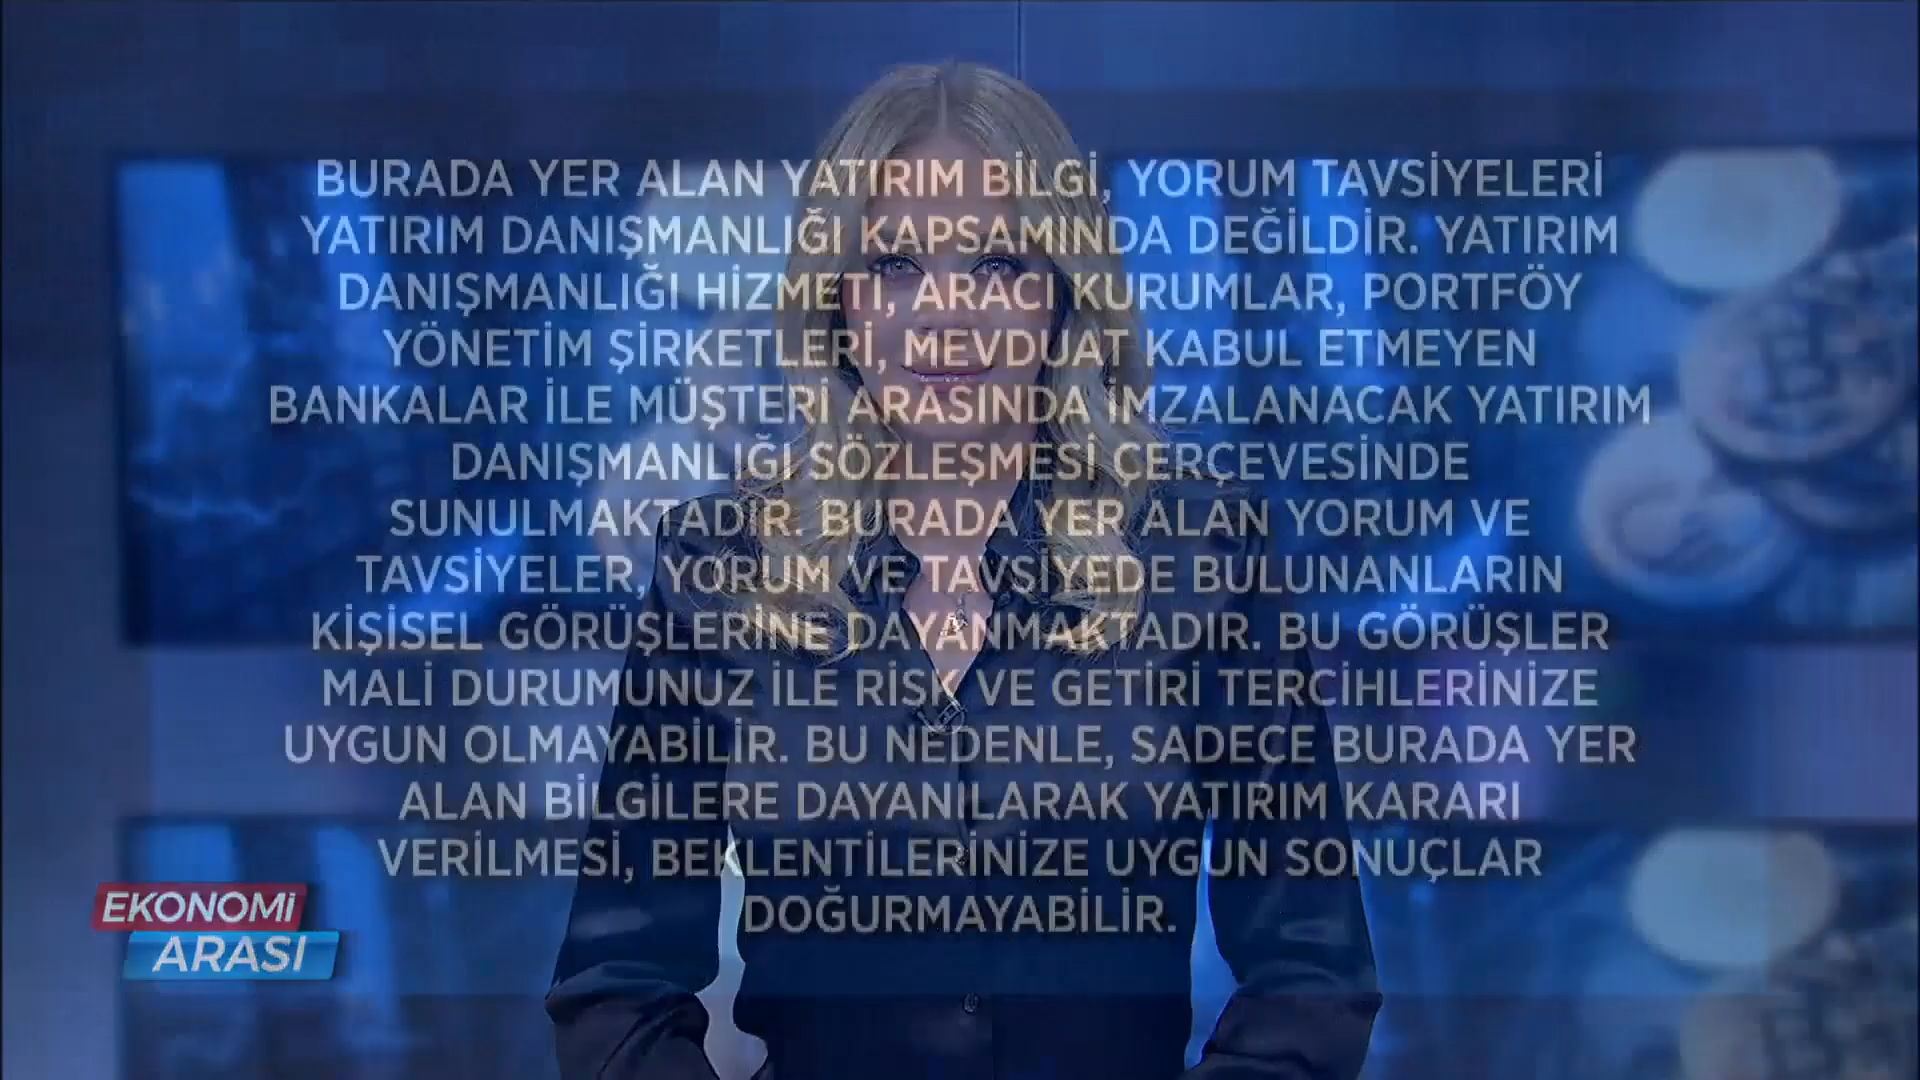 BURADA YER ALAN YATIRIM BİLGİ, YORUM TAVSİYELERİ
YATIRIM DANIŞMANLIĞI KAPSAMINDA DEĞİLDİR. YATIRIM
DANIŞMANLIĞI HİZMETİ, ARACI KURUMLAR, PORTFÖY
YÖNETİM ŞİRKETLERİ, MEVDUAT KABUL ETMEYEN
BANKALAR İLE MÜŞTERİ ARASINDA İMZALANACAK YATIRIM
DANIŞMANLIĞI SÖZLEŞMESİ ÇERÇEVESİNDE
SUNULMAKTADIR. BURADA YER ALAN YORUM VE
TAVSİYELER, YORUM VE TAVSİYEDE BULUNANLARIN
KİŞİSEL GÖRÜŞLERİNE DAYANMAKTADIR. BU GÖRÜŞLER
MALİ DURUMUNUZ İLE RİSK VE GETİRİ TERCİHLERİNİZE
UYGUN OLMAYABİLİR. BU NEDENLE, SADECE BURADA YER
ALAN BİLGİLERE DAYANILARAK YATIRIM KARARI
VERİLMESİ, BEKLENTİLERİNİZE UYGUN SONUÇLAR
DOĞURMAYABİLİR.
EKONOMİ
ARASI